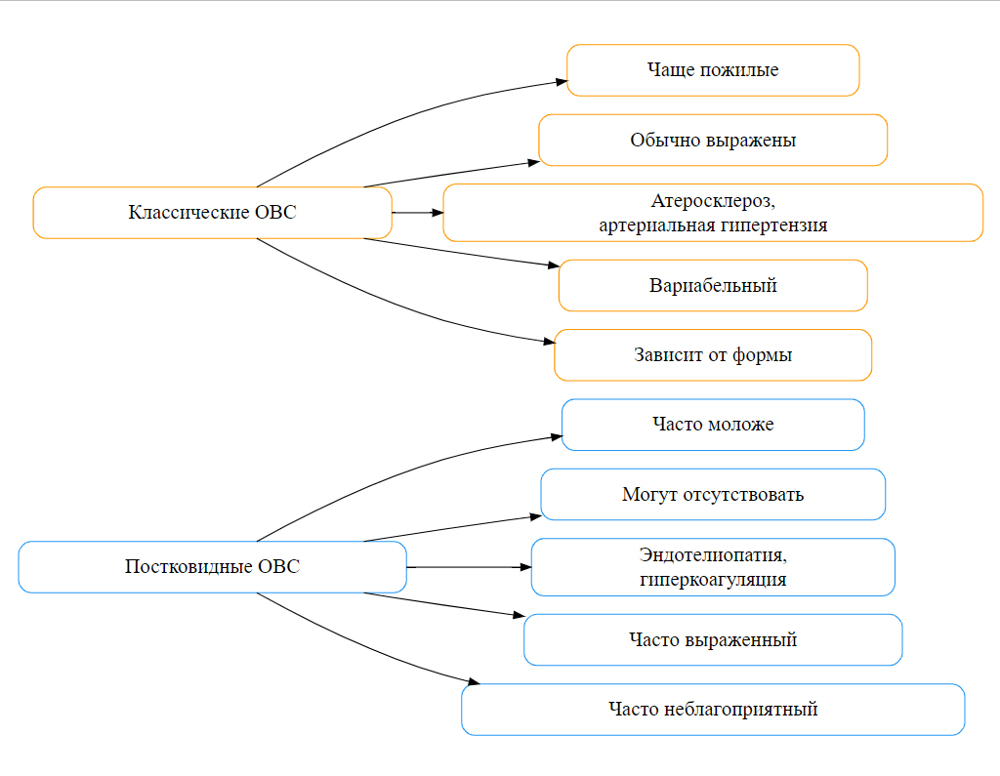 Чаще пожилые
Обычно выражены
Классические ОВС
Атеросклероз,
артериальная гипертензия
Вариабельный
Зависит от формы
Часто моложе
Могут отсутствовать
Постковидные ОВС
Эндотелиопатия,
гиперкоагуляция
Часто выраженный
Часто неблагоприятный